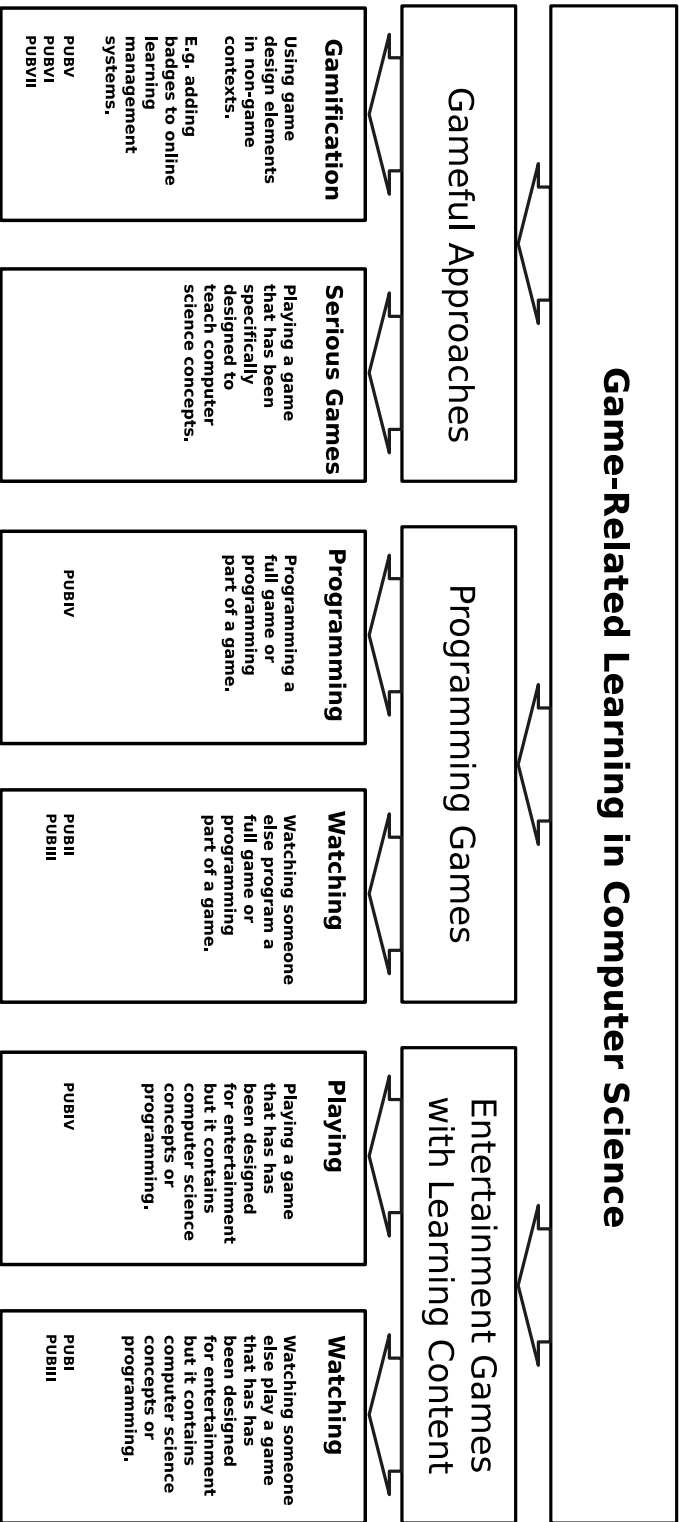 Game-Related Learning in Computer Science
Gameful Approaches
Gamification
Using game
design elements
in non-game
contexts.
E.g. adding
badges to online
learning
management
systems.
PUBV
PUBVI
PUBVII
Serious Games
Playing a game
that has been
specifically
designed to
teach computer
science concepts.
Programming Games
Programming
Programming a
full game or
programming
part of a game.
PUBIV
Watching
Watching someone
else program a
full game or
programming
part of a game.
PUBII
PUBIII
Entertainment Games
with Learning Content
Playing
Playing a game
that has has
been designed
for entertainment
but it contains
computer science
concepts or
programming.
PUBIV
Watching
Watching someone
else play a game
that has has
been designed
for entertainment
but it contains
computer science
concepts or
programming.
PUBI
PUBIII